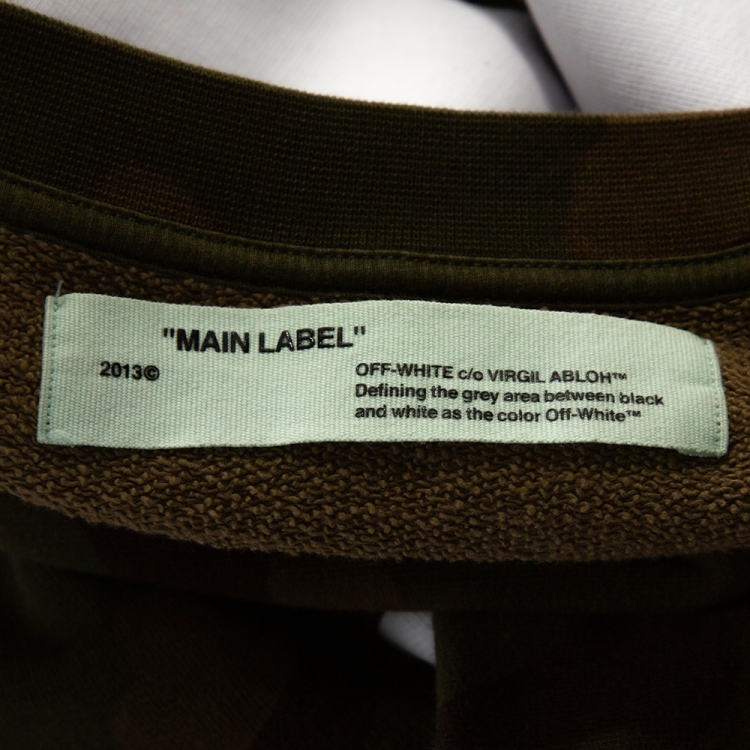 "MAIN LABEL"
2013©
OFF-WHITE c/o VIRGIL ABLOH™
Defining the grey area between black
and white as the color Off-White™